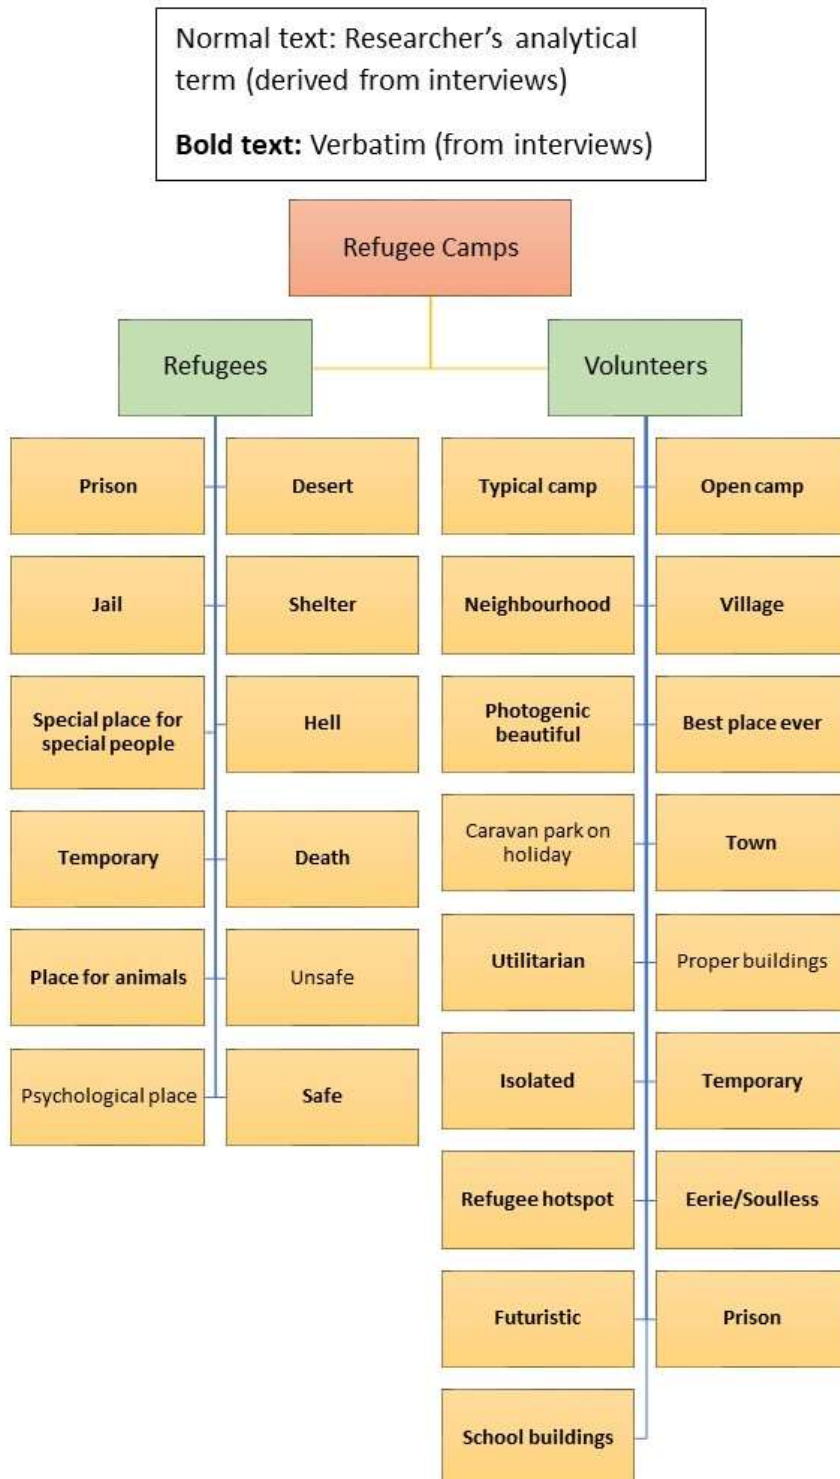 Normal text: Researcher’s analytical
term (derived from interviews)
Bold text: Verbatim (from interviews)
Refugee Camps
Refugees
Volunteers
Prison
Desert
Typical camp
Open camp
Jail
Shelter
Neighbourhood
Village
Special place for
special people
Hell
Photogenic
beautiful
Best place ever
Temporary
Death
Caravan park on
holiday
Town
Place for animals
Unsafe
Utilitarian
Proper buildings
Psychological place
Safe
Isolated
Temporary
Refugee hotspot
Eerie/Soulless
Futuristic
Prison
School buildings